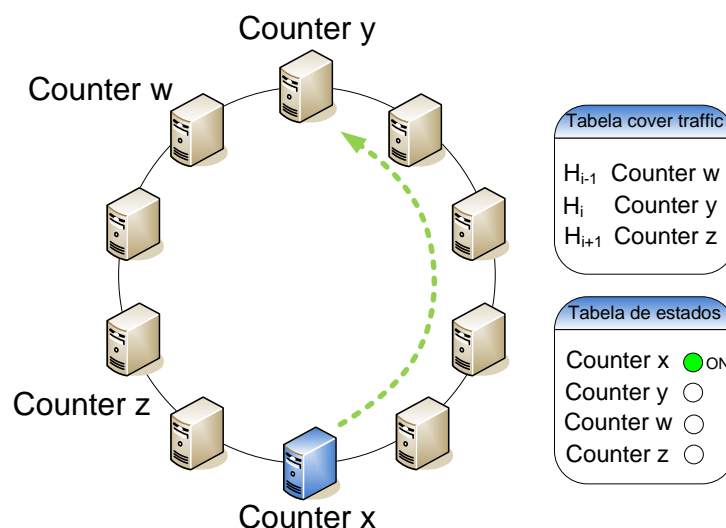 Counter y
Counter w
Counter z
Counter x
Tabela cover traffic
Hi-1 Counter w
Hi Counter y
Hi+1 Counter z
Tabela de estados
Counter x ON
Counter y
Counter w
Counter z